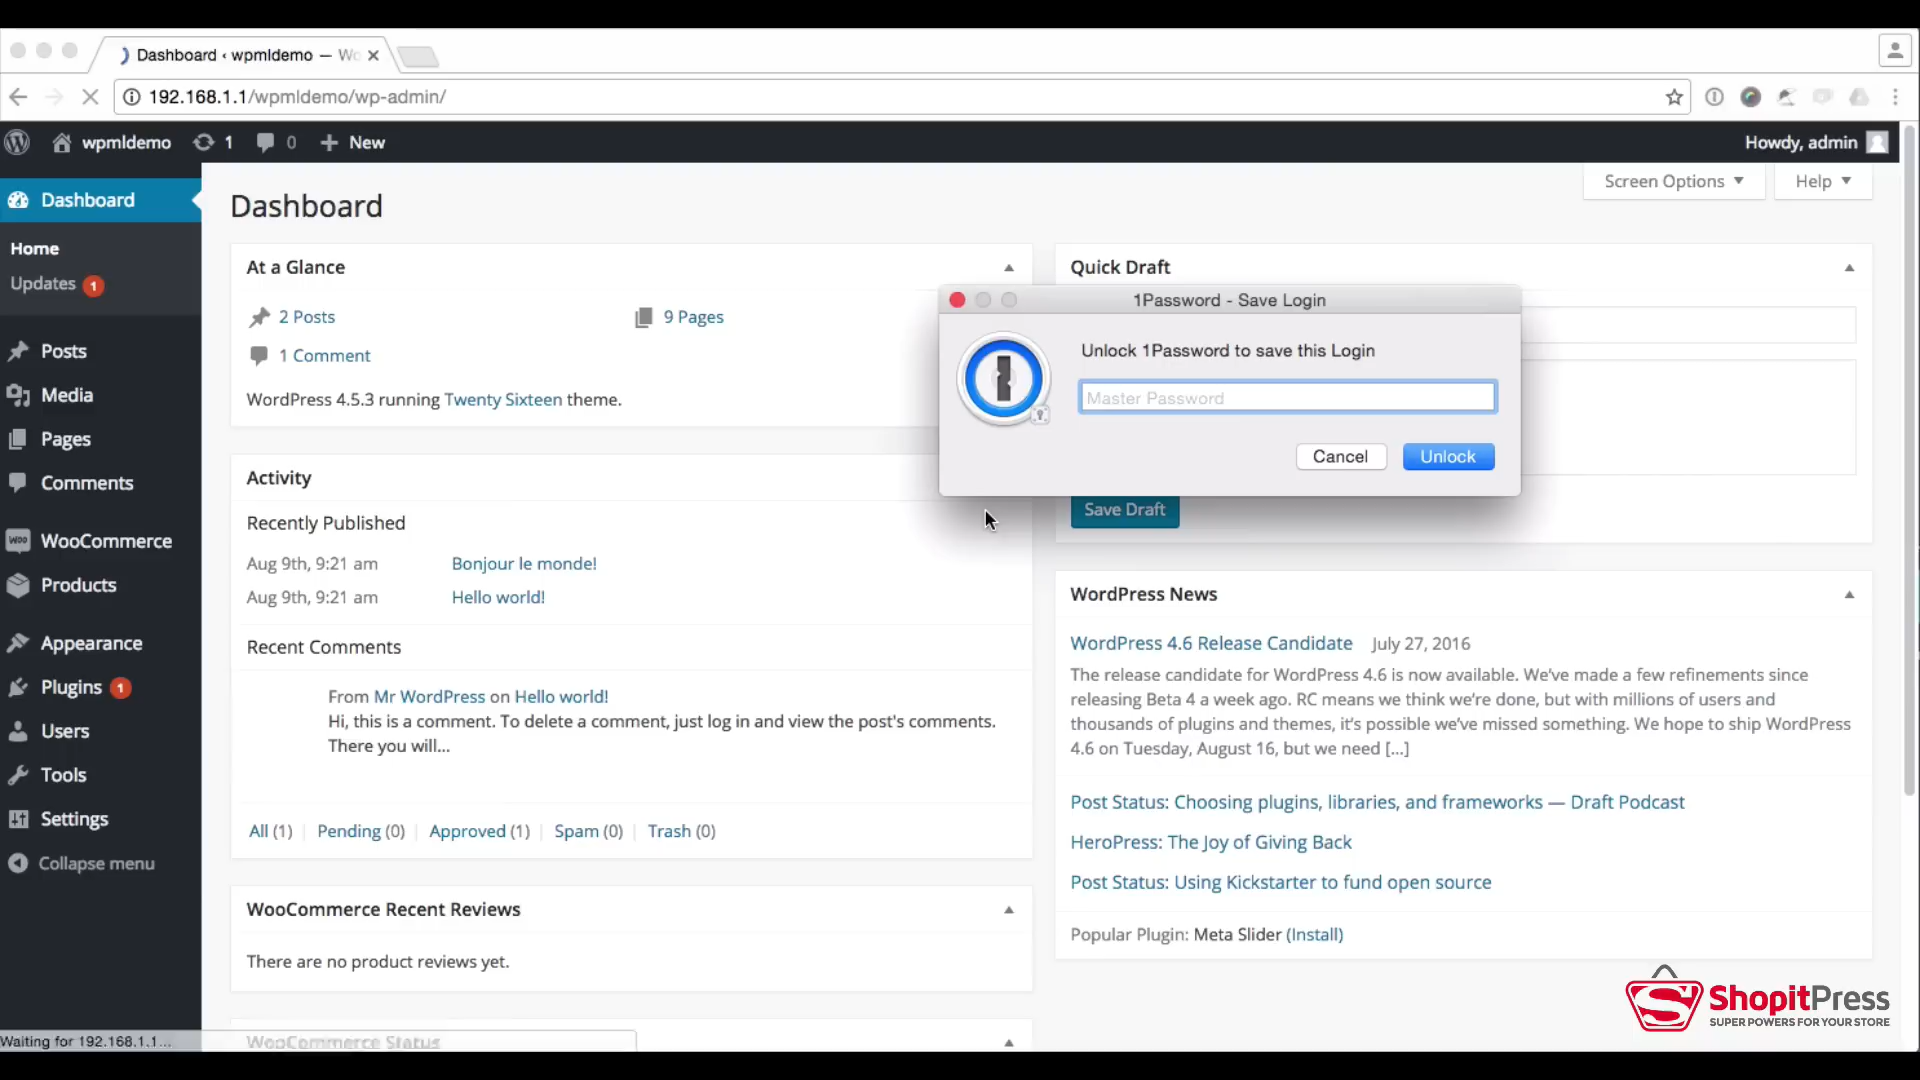 Dashboard ‹ wpmldemo — Wo
192.168.1.1/wpmldemo/wp-admin/
wpmldemo 1 0 New
Howdy, admin
Dashboard
Home
Updates 1
Posts
Media
Pages
Comments
WooCommerce
Products
Appearance
Plugins 1
Users
Tools
Settings
Collapse menu
Screen Options
Help
Dashboard
At a Glance
2 Posts
9 Pages
1 Comment
WordPress 4.5.3 running Twenty Sixteen theme.
Activity
Recently Published
Aug 9th, 9:21 am Bonjour le monde!
Aug 9th, 9:21 am Hello world!
Recent Comments
From Mr WordPress on Hello world!
Hi, this is a comment. To delete a comment, just log in and view the post's comments.
There you will...
All (1) | Pending (0) | Approved (1) | Spam (0) | Trash (0)
WooCommerce Recent Reviews
There are no product reviews yet.
WooCommerce Status
Quick Draft
1Password - Save Login
Unlock 1Password to save this Login
Master Password
Cancel
Unlock
Save Draft
WordPress News
WordPress 4.6 Release Candidate July 27, 2016
The release candidate for WordPress 4.6 is now available. We've made a few refinements since
releasing Beta 4 a week ago. RC means we think we're done, but with millions of users and
thousands of plugins and themes, it's possible we've missed something. We hope to ship WordPress
4.6 on Tuesday, August 16, but we need [...]
Post Status: Choosing plugins, libraries, and frameworks — Draft Podcast
HeroPress: The Joy of Giving Back
Post Status: Using Kickstarter to fund open source
Popular Plugin: Meta Slider (Install)
ShopitPress
SUPER POWERS FOR YOUR STORE
Waiting for 192.168.1.1...